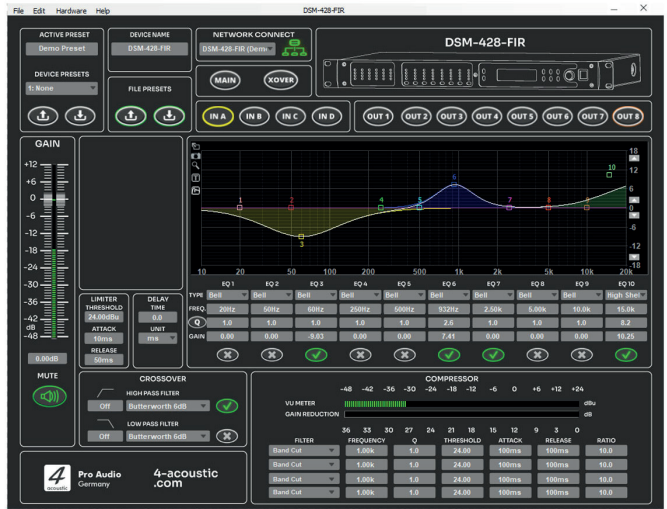 File Edit Hardware Help DSM-428-FIR
ACTIVE PRESET
Demo Preset
DEVICE PRESETS
1: None
DEVICE NAME
DSM-428-FIR
FILE PRESETS
NETWORK CONNECT
DSM-428-FIR (Demo
MAIN XOVER
DSM-428-FIR
IN A IN B IN C IN D OUT 1 OUT 2 OUT 3 OUT 4 OUT 5 OUT 6 OUT 7 OUT 8
GAIN
+12
+6
0
-6
-12
-18
-24
-30
-36
-42
dB
-48
0.00dB
MUTE
LIMITER
THRESHOLD
24.00dBu
ATTACK
10ms
RELEASE
50ms
DELAY
TIME
0.0
UNIT
ms
1 2 3 4 5 6 7 8 9 10
18
12
6
0
-6
-12
-18
10 20 50 100 200 500 1k 2k 5k 10k 20k
EQ 1 EQ 2 EQ 3 EQ 4 EQ 5 EQ 6 EQ 7 EQ 8 EQ 9 EQ 10
TYPE Bell Bell Bell Bell Bell Bell Bell Bell Bell High Shel
FREQ. 20Hz 50Hz 60Hz 250Hz 500Hz 932Hz 2.50k 5.00k 10.0k 15.0k
Q 1.0 1.0 1.0 1.0 1.0 2.6 1.0 1.0 1.0 8.2
GAIN 0.00 0.00 -9.03 0.00 0.00 7.41 0.00 0.00 0.00 10.25
CROSSOVER
HIGH PASS FILTER
Off Butterworth 6dB
LOW PASS FILTER
Off Butterworth 6dB
COMPRESSOR
-48 -42 -36 -30 -24 -18 -12 -6 0 +6 +12 +24
VU METER dBu
GAIN REDUCTION dB
36 33 30 27 24 21 18 15 12 9 3 0
FILTER FREQUENCY Q THRESHOLD ATTACK RELEASE RATIO
Band Cut 1.00k 1.0 24.00 100ms 100ms 10.0
Band Cut 1.00k 1.0 24.00 100ms 100ms 10.0
Band Cut 1.00k 1.0 24.00 100ms 100ms 10.0
Band Cut 1.00k 1.0 24.00 100ms 100ms 10.0
4
acoustic
Pro Audio
Germany
4-acoustic
.com